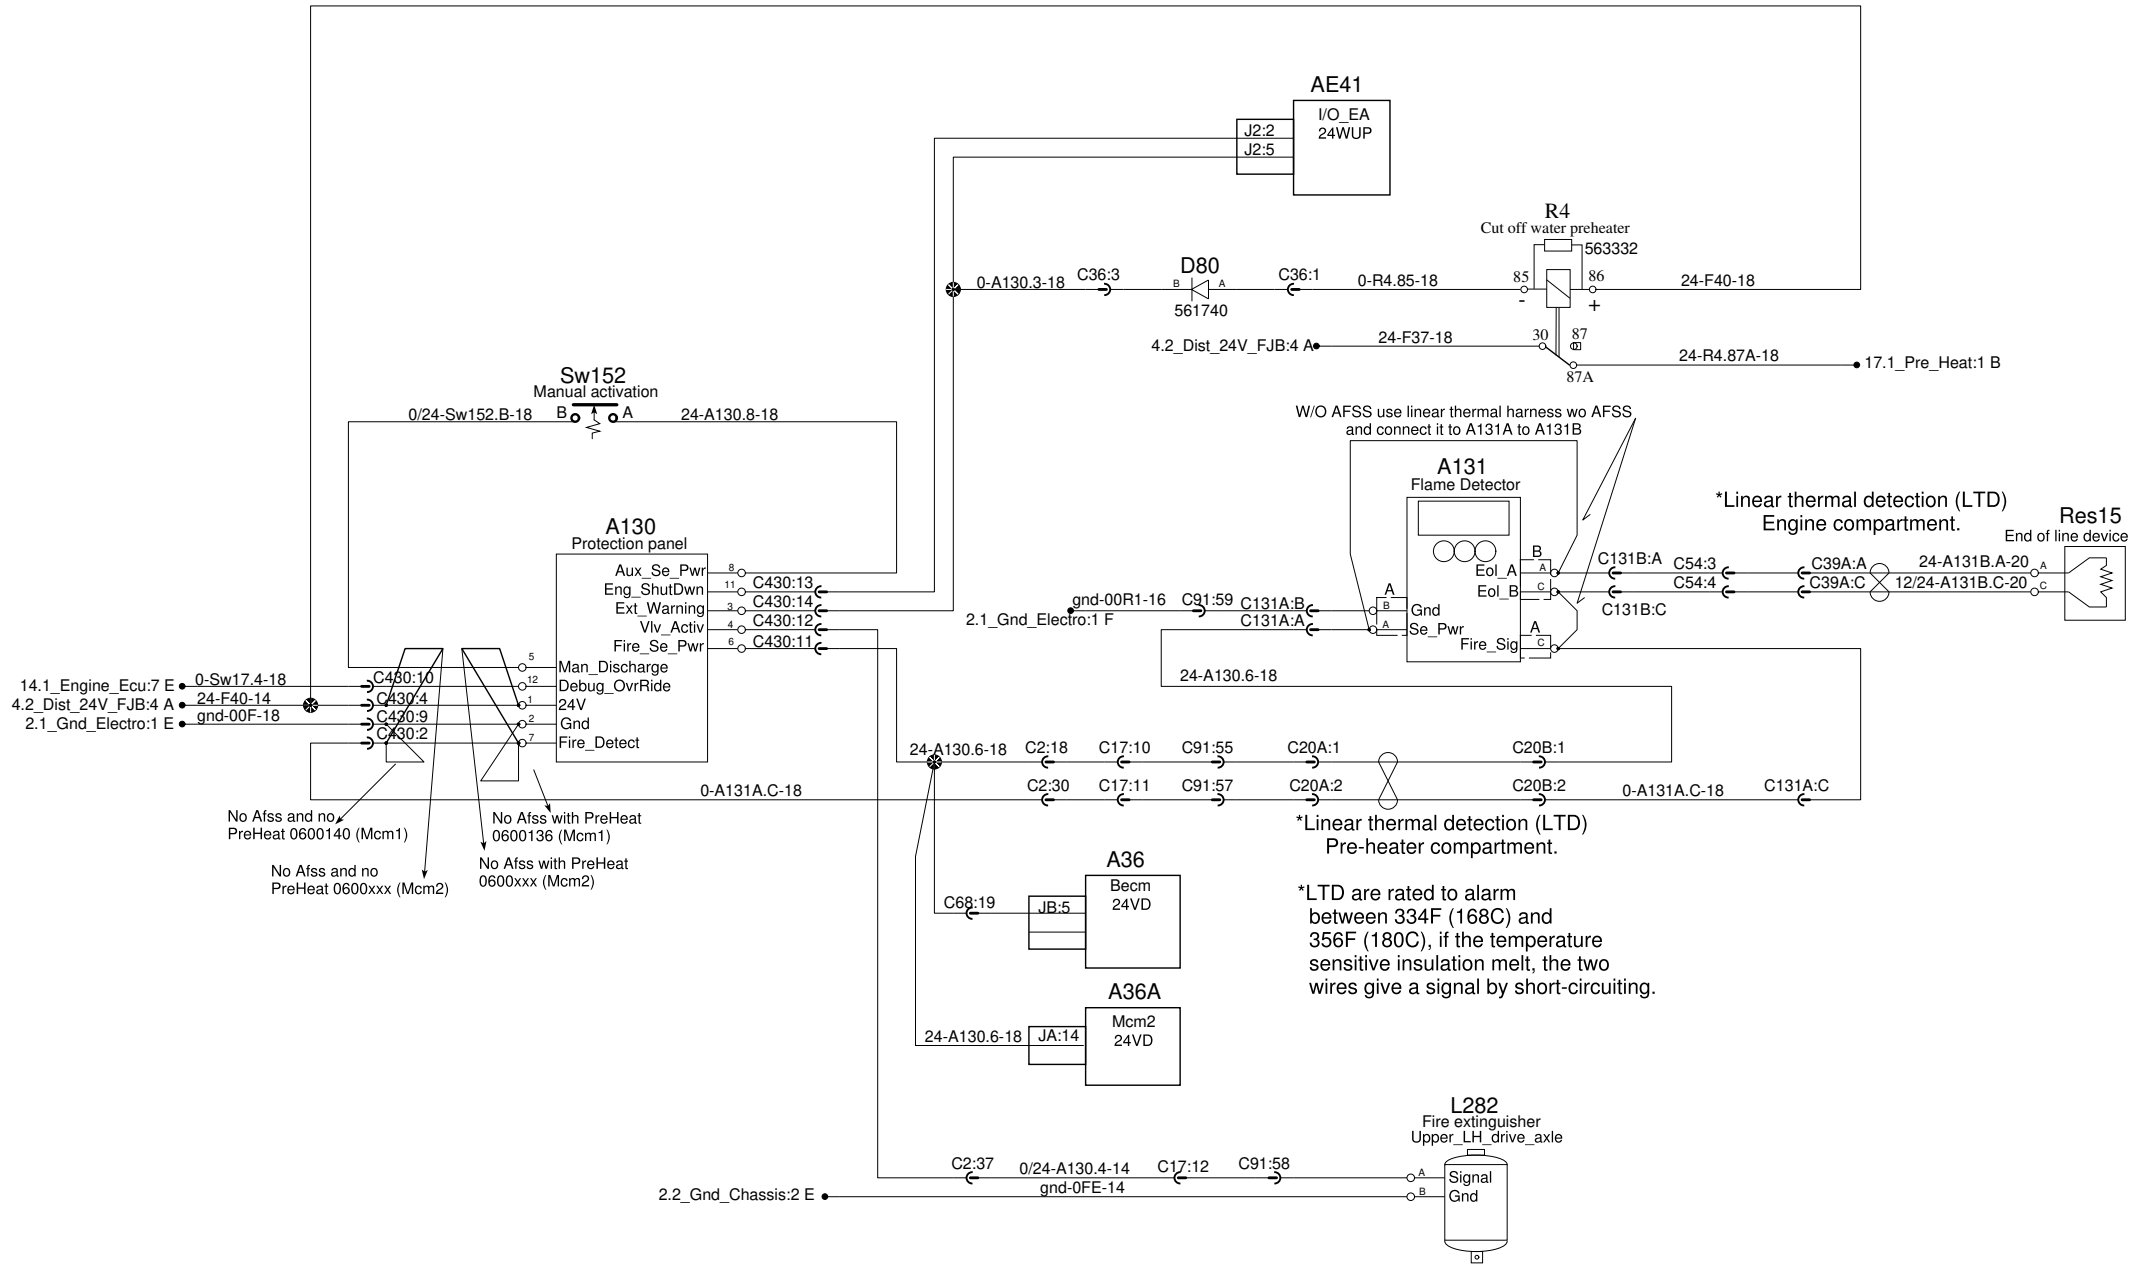 AE41
I/O_EA
24WUP
J2:2
J2:5
R4
Cut off water preheater
563332
85
86
-
+
0-A130.3-18
C36:3
D80
B
A
561740
C36:1
0-R4.85-18
24-F40-18
4.2_Dist_24V_FJB:4 A
24-F37-18
30
87
87A
24-R4.87A-18
17.1_Pre_Heat:1 B
Sw152
Manual activation
0/24-Sw152.B-18
B
A
24-A130.8-18
W/O AFSS use linear thermal harness wo AFSS
and connect it to A131A to A131B
A131
Flame Detector
B
Eol_A
A
Eol_B
C
A
B
Gnd
A
Se_Pwr
Fire_Sig
A
C
C131B:A
C131B:C
C54:3
C54:4
C39A:A
C39A:C
*Linear thermal detection (LTD)
Engine compartment.
24-A131B.A-20
12/24-A131B.C-20
A
C
Res15
End of line device
gnd-00R1-16
C91:59
C131A:B
2.1_Gnd_Electro:1 F
C131A:A
24-A130.6-18
A130
Protection panel
Aux_Se_Pwr
8
Eng_ShutDwn
11
C430:13
Ext_Warning
3
C430:14
Vlv_Activ
4
C430:12
Fire_Se_Pwr
6
C430:11
5
Man_Discharge
14.1_Engine_Ecu:7 E
0-Sw17.4-18
C430:10
12
Debug_OvrRide
4.2_Dist_24V_FJB:4 A
24-F40-14
C430:4
1
24V
2.1_Gnd_Electro:1 E
gnd-00F-18
C430:9
2
Gnd
C430:2
7
Fire_Detect
24-A130.6-18
C2:18
C17:10
C91:55
C20A:1
C20B:1
0-A131A.C-18
C2:30
C17:11
C91:57
C20A:2
C20B:2
0-A131A.C-18
C131A:C
No Afss and no
PreHeat 0600140 (Mcm1)
No Afss with PreHeat
0600136 (Mcm1)
No Afss and no
PreHeat 0600xxx (Mcm2)
No Afss with PreHeat
0600xxx (Mcm2)
*Linear thermal detection (LTD)
Pre-heater compartment.
*LTD are rated to alarm
between 334F (168C) and
356F (180C), if the temperature
sensitive insulation melt, the two
wires give a signal by short-circuiting.
A36
Becm
24VD
C68:19
JB:5
A36A
Mcm2
24VD
24-A130.6-18
JA:14
L282
Fire extinguisher
Upper_LH_drive_axle
C2:37
0/24-A130.4-14
C17:12
C91:58
A
Signal
2.2_Gnd_Chassis:2 E
gnd-0FE-14
B
Gnd